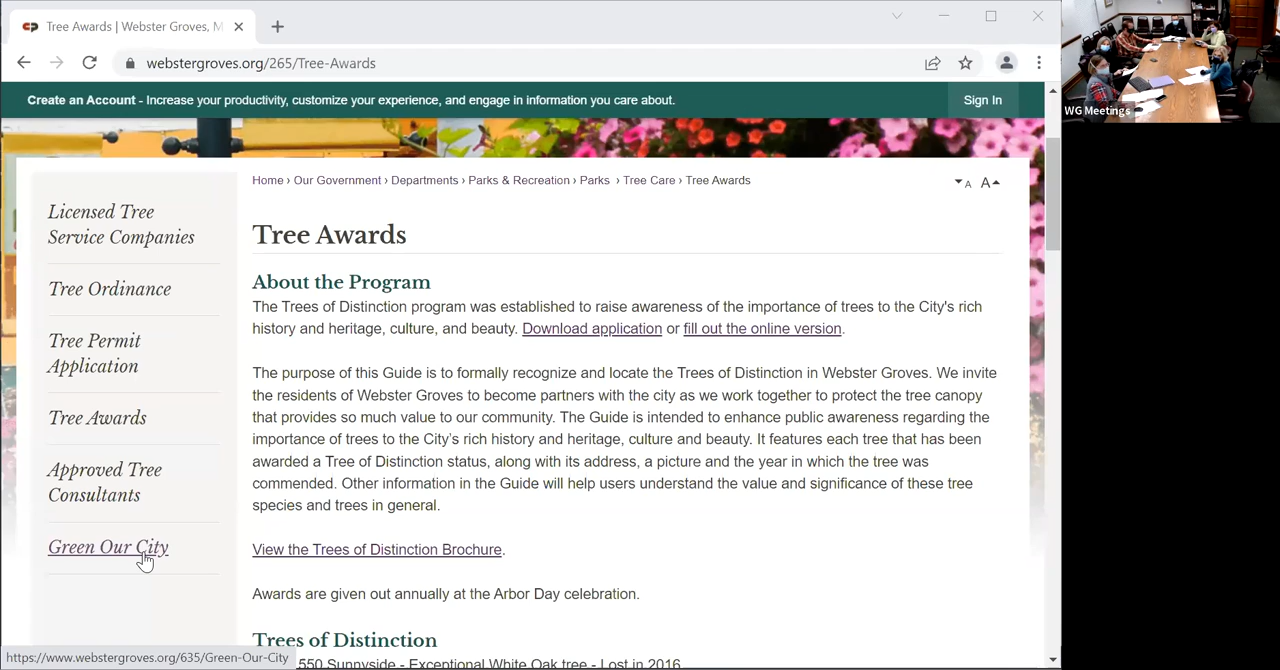 Tree Awards | Webster Groves, M
webstergroves.org/265/Tree-Awards
Create an Account - Increase your productivity, customize your experience, and engage in information you care about.
Sign In
WG Meetings
Home › Our Government › Departments › Parks & Recreation › Parks › Tree Care › Tree Awards
A A
Licensed Tree
Service Companies
Tree Ordinance
Tree Permit
Application
Tree Awards
Approved Tree
Consultants
Green Our City
Tree Awards
About the Program
The Trees of Distinction program was established to raise awareness of the importance of trees to the City's rich
history and heritage, culture, and beauty. Download application or fill out the online version.
The purpose of this Guide is to formally recognize and locate the Trees of Distinction in Webster Groves. We invite
the residents of Webster Groves to become partners with the city as we work together to protect the tree canopy
that provides so much value to our community. The Guide is intended to enhance public awareness regarding the
importance of trees to the City's rich history and heritage, culture and beauty. It features each tree that has been
awarded a Tree of Distinction status, along with its address, a picture and the year in which the tree was
commended. Other information in the Guide will help users understand the value and significance of these tree
species and trees in general.
View the Trees of Distinction Brochure.
Awards are given out annually at the Arbor Day celebration.
Trees of Distinction
550 Sunnyside - Exceptional White Oak tree - Lost in 2016
https://www.webstergroves.org/635/Green-Our-City